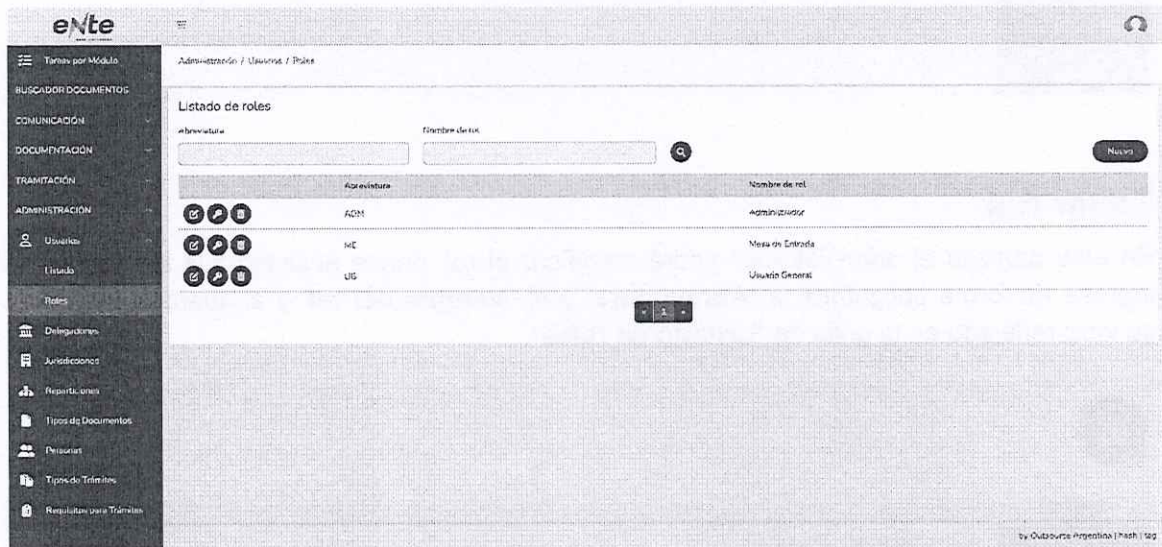 eNte
Tareas por Módulo
BUSCADOR DOCUMENTOS
COMUNICACIÓN
DOCUMENTACIÓN
TRAMITACIÓN
ADMINISTRACIÓN
Usuarios
Listado
Roles
Delegaciones
Jurisdicciones
Reparticiones
Tipos de Documentos
Personas
Tipos de Trámites
Requisitos para Trámites
Administración / Usuarios / Roles
Listado de roles
Abreviatura Nombre de rol
Nuevo
Abreviatura Nombre de rol
ADM Administrador
ME Mesa de Entrada
UG Usuario General
« 1 »
by Outsource Argentina | hash | tag